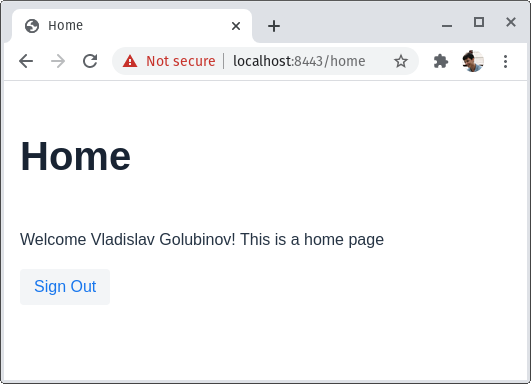 Home
Not secure | localhost:8443/home
Home
Welcome Vladislav Golubinov! This is a home page
Sign Out